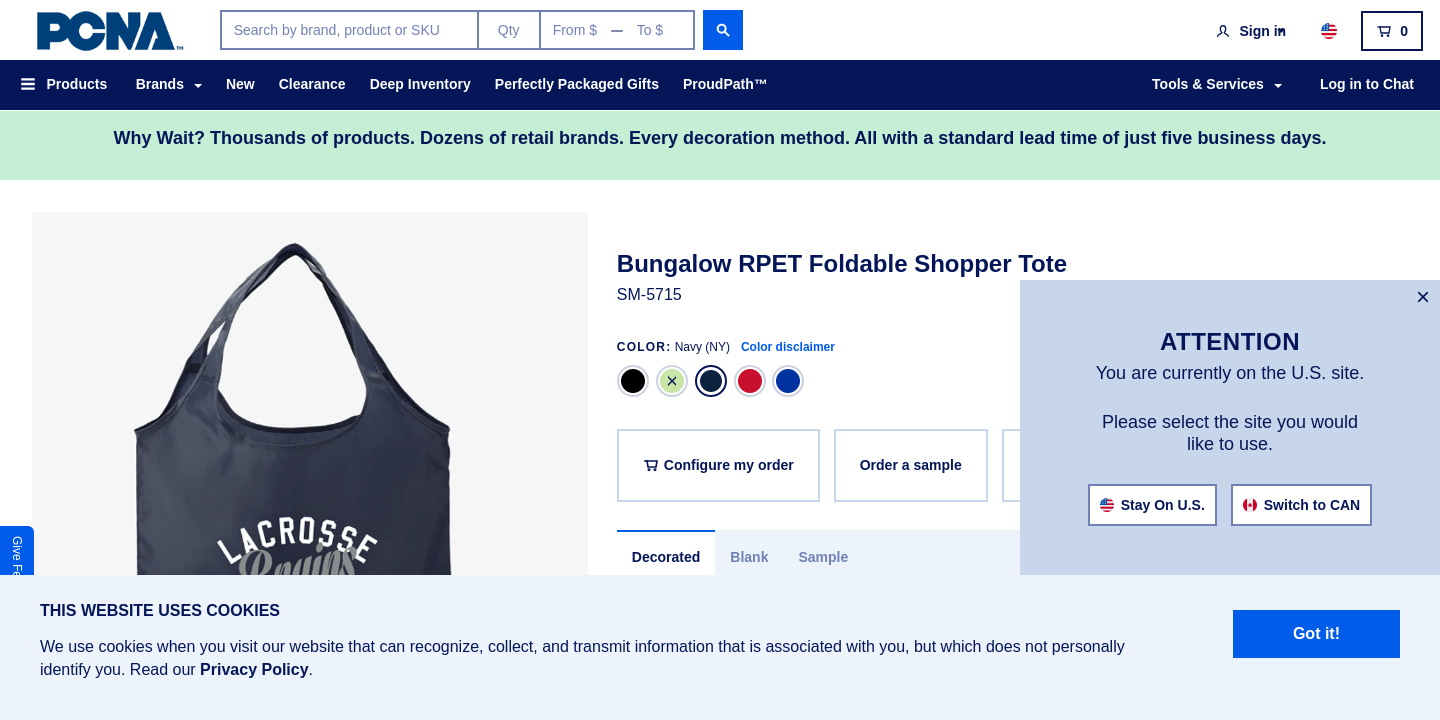 PCNA™
Search by brand, product or SKU
Qty
From $ — To $
Sign in
0
Products
Brands
New
Clearance
Deep Inventory
Perfectly Packaged Gifts
ProudPath™
Tools & Services
Log in to Chat
Why Wait? Thousands of products. Dozens of retail brands. Every decoration method. All with a standard lead time of just five business days.
Bungalow RPET Foldable Shopper Tote
SM-5715
COLOR: Navy (NY) Color disclaimer
Configure my order
Order a sample
Decorated
Blank
Sample
LACROSSE
Bruins
Give Fe
×
ATTENTION
You are currently on the U.S. site.
Please select the site you would
like to use.
Stay On U.S.
Switch to CAN
THIS WEBSITE USES COOKIES
We use cookies when you visit our website that can recognize, collect, and transmit information that is associated with you, but which does not personally
identify you. Read our Privacy Policy.
Got it!